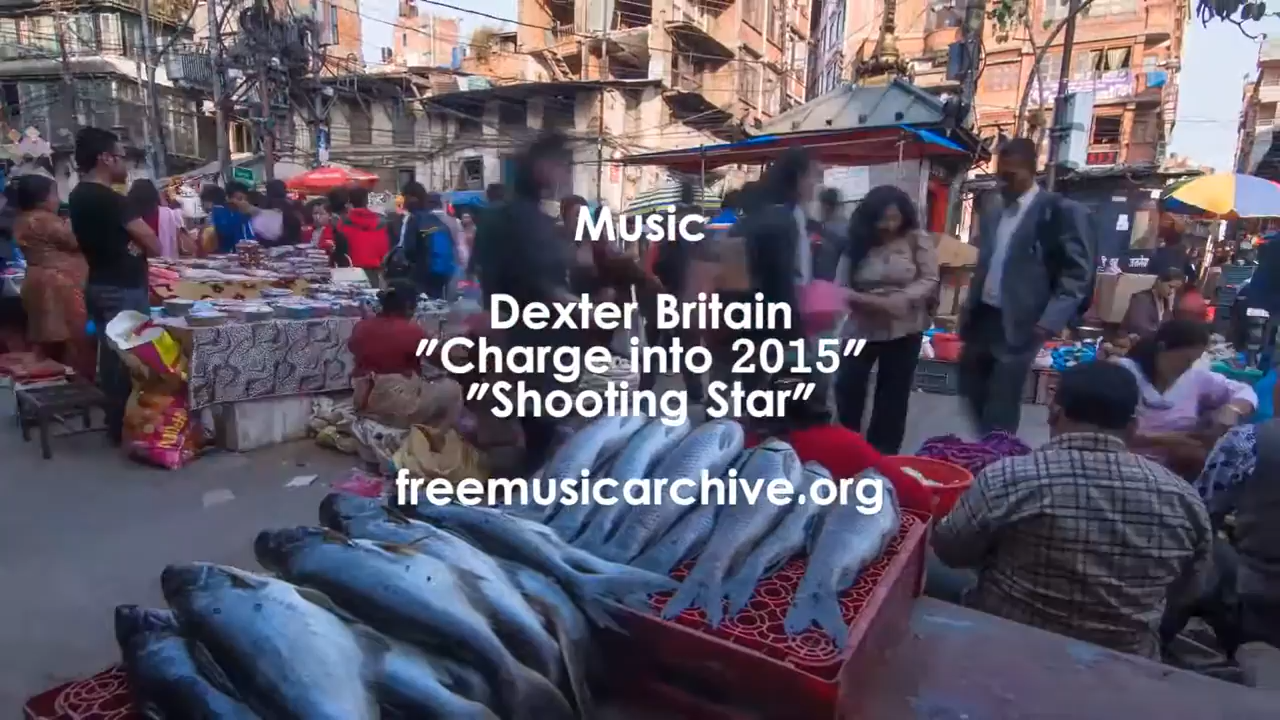 Music
Dexter Britain
"Charge into 2015"
"Shooting Star"
freemusicarchive.org